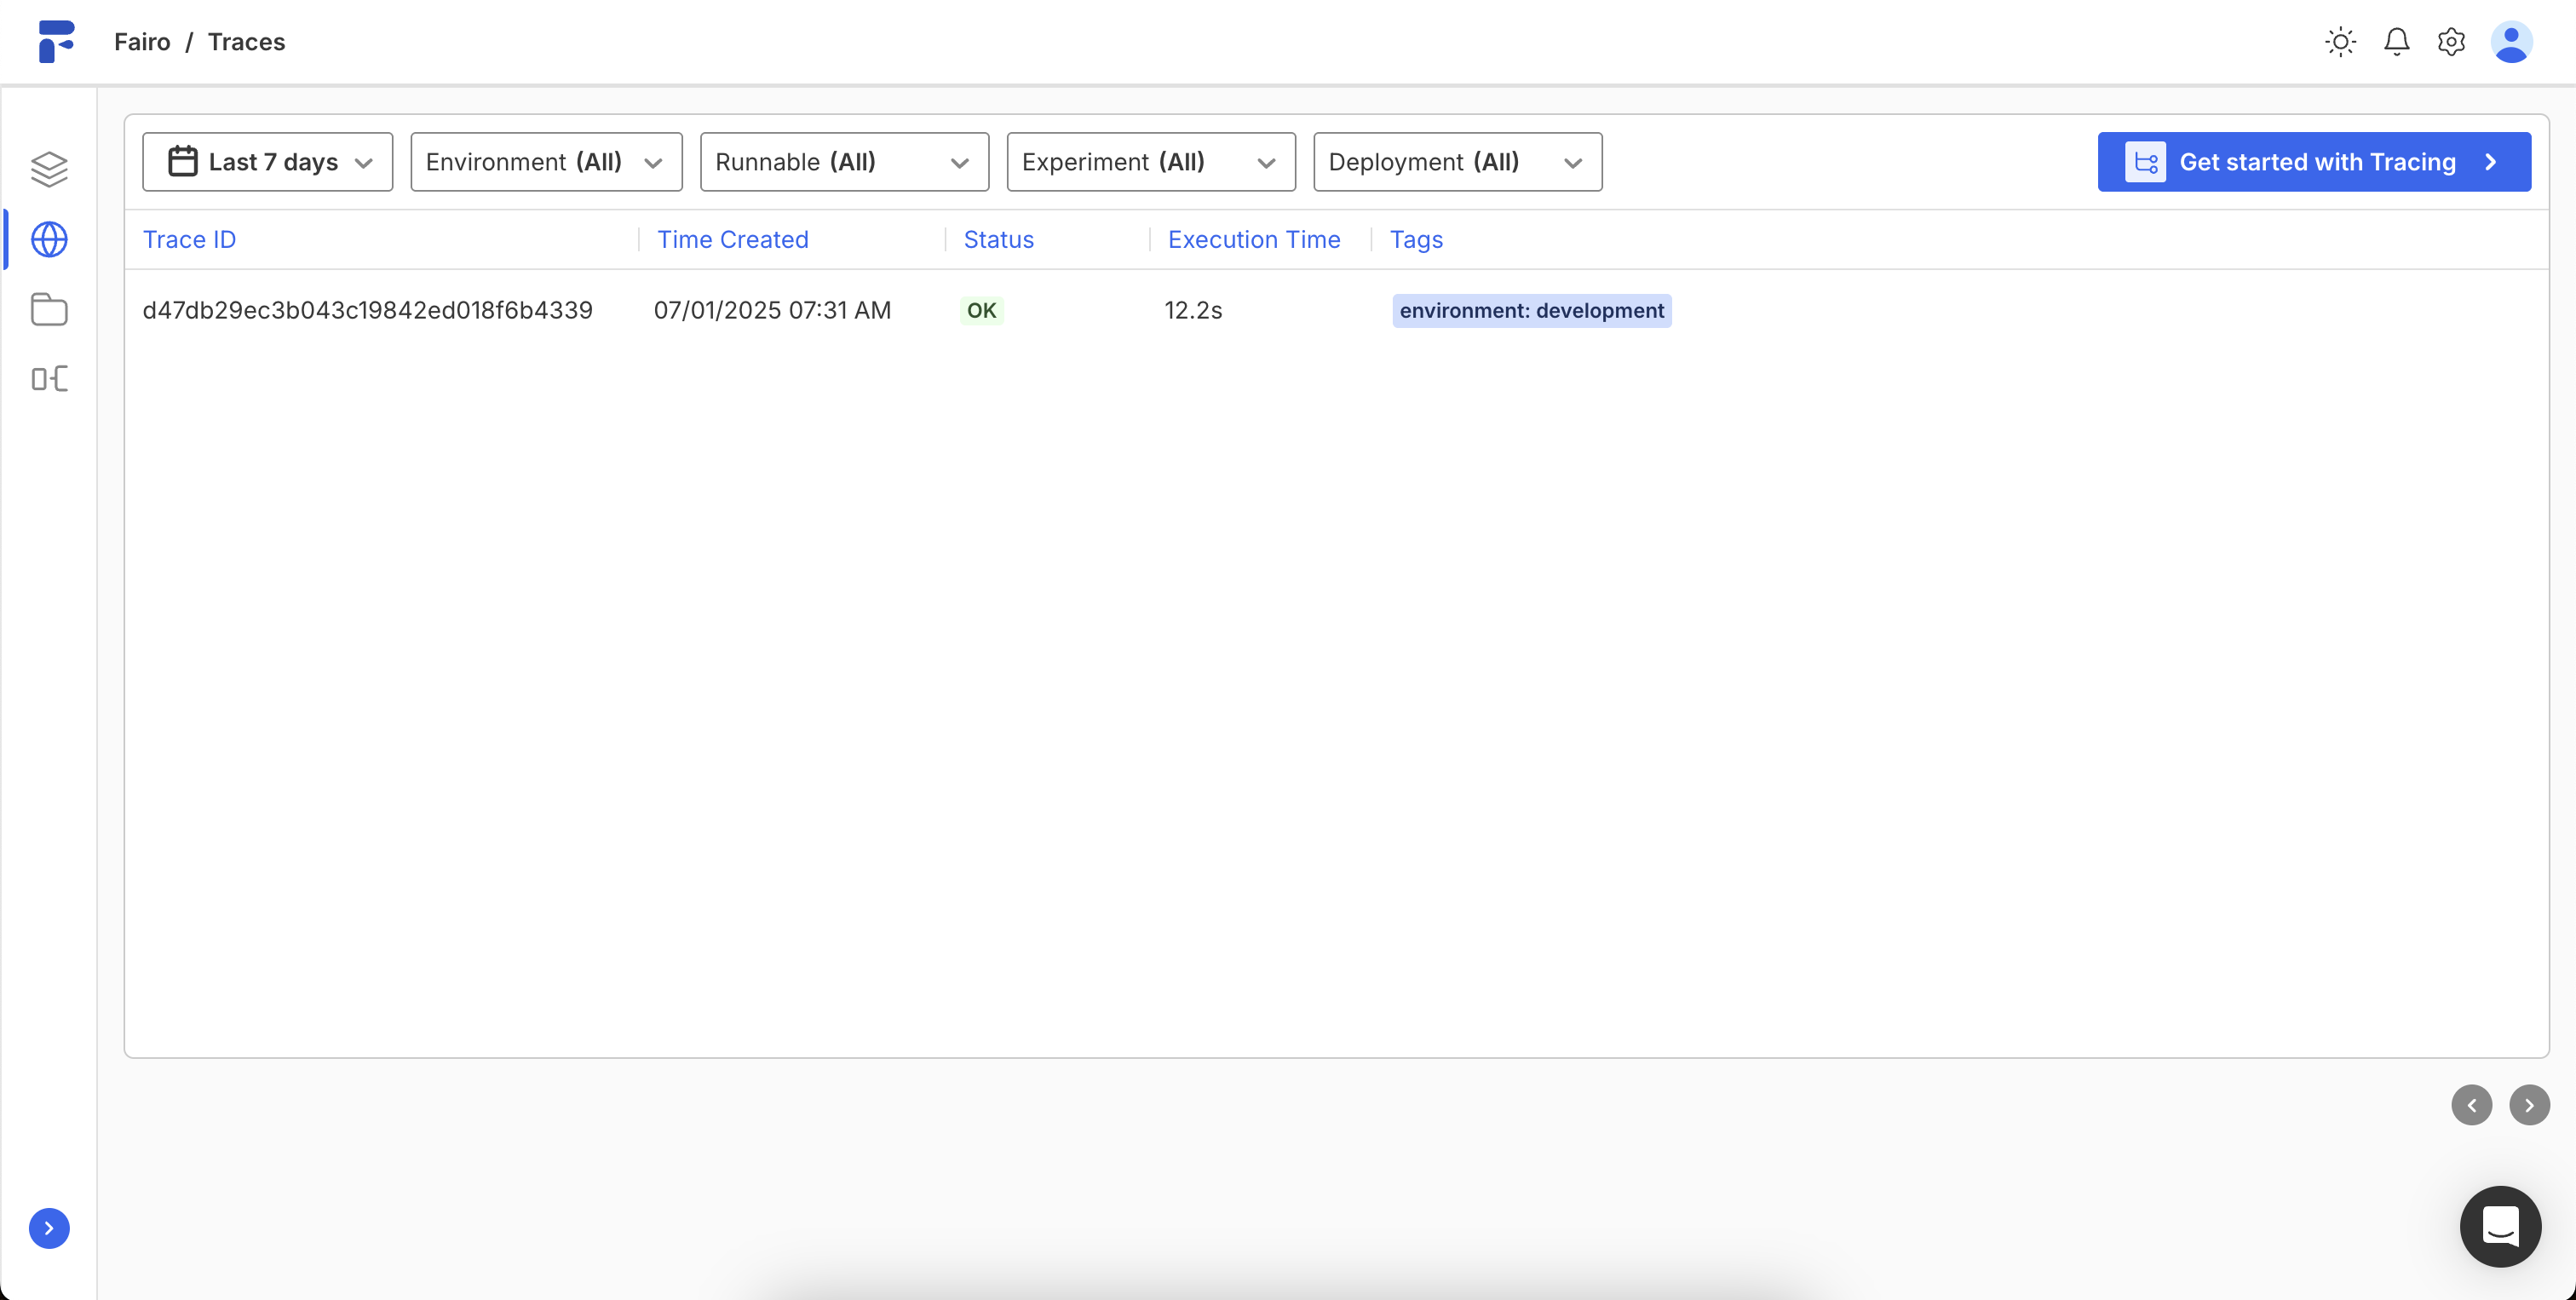 Fairo / Traces
Last 7 days Environment (All) Runnable (All) Experiment (All) Deployment (All) Get started with Tracing
Trace ID Time Created Status Execution Time Tags
d47db29ec3b043c19842ed018f6b4339 07/01/2025 07:31 AM OK 12.2s environment: development